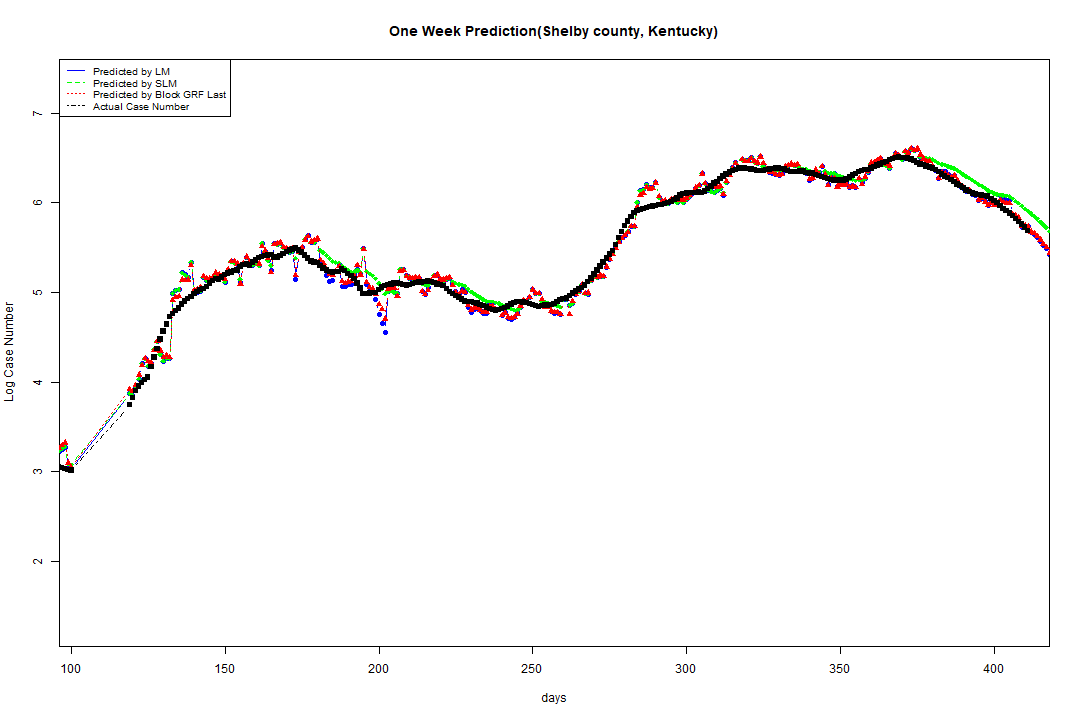 One Week Prediction(Shelby county, Kentucky)
Predicted by LM
Predicted by SLM
Predicted by Block GRF Last
Actual Case Number
Log Case Number
7
6
5
4
3
2
100 150 200 250 300 350 400
days